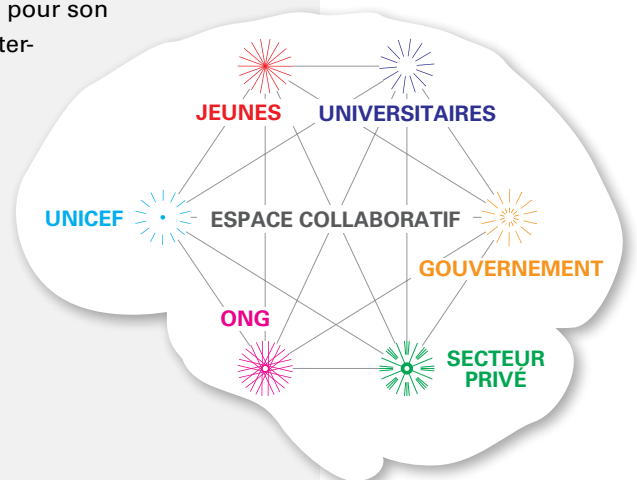 pour son
ter-
JEUNES
UNIVERSITAIRES
UNICEF
ESPACE COLLABORATIF
GOUVERNEMENT
ONG
SECTEUR
PRIVÉ